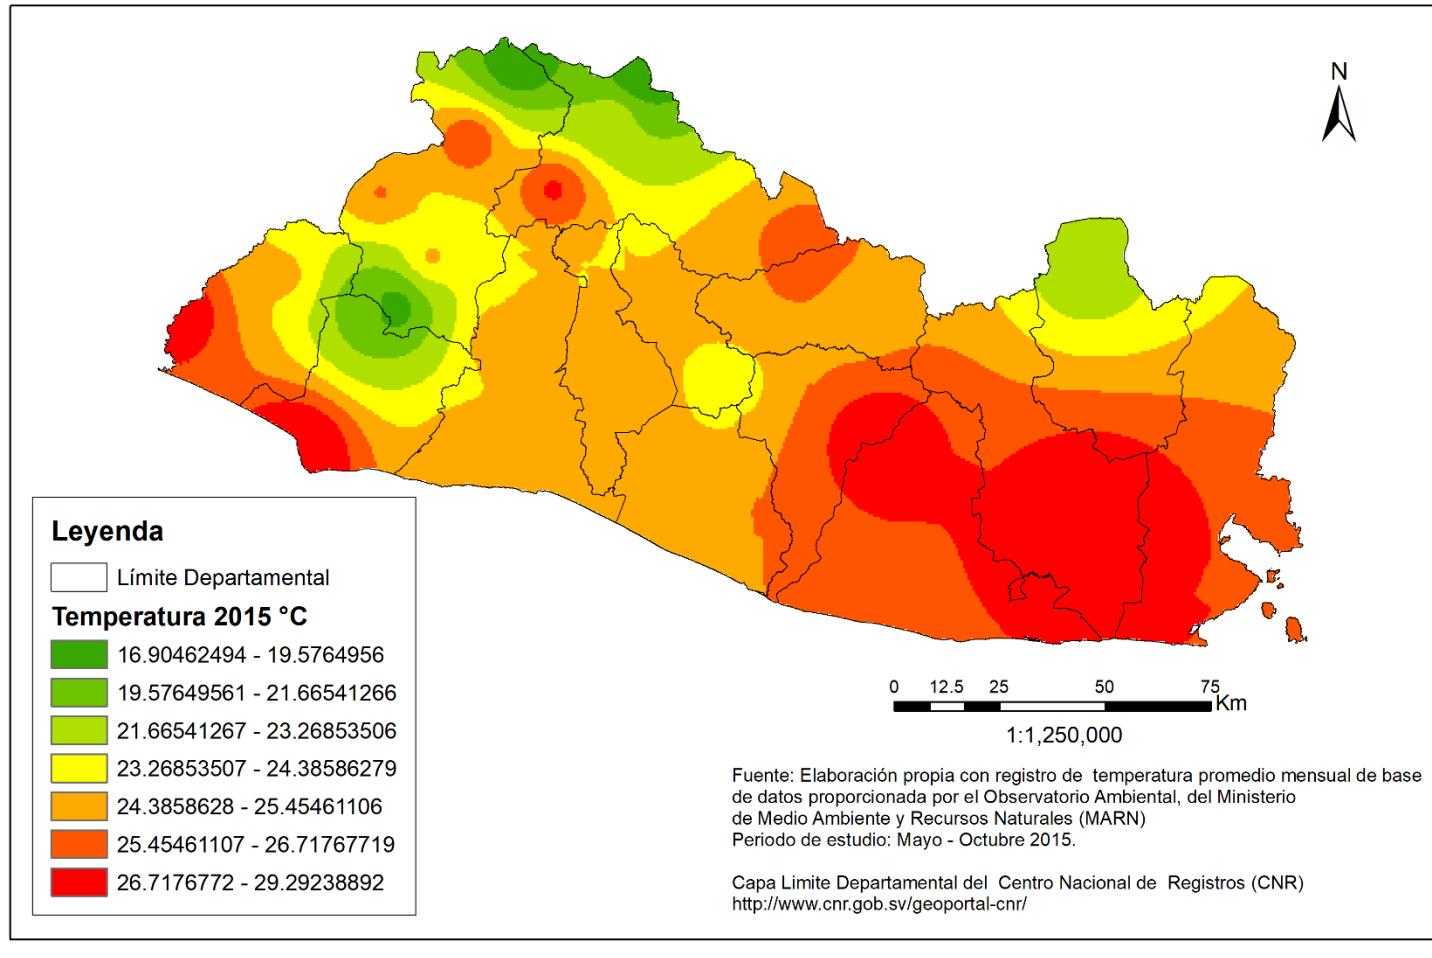 N
Leyenda
Límite Departamental
Temperatura 2015 °C
16.90462494 - 19.5764956
19.57649561 - 21.66541266
21.66541267 - 23.26853506
23.26853507 - 24.38586279
24.3858628 - 25.45461106
25.45461107 - 26.71767719
26.7176772 - 29.29238892
0 12.5 25 50 75
Km
1:1,250,000
Fuente: Elaboración propia con registro de temperatura promedio mensual de base
de datos proporcionada por el Observatorio Ambiental, del Ministerio
de Medio Ambiente y Recursos Naturales (MARN)
Periodo de estudio: Mayo - Octubre 2015.
Capa Limite Departamental del Centro Nacional de Registros (CNR)
http://www.cnr.gob.sv/geoportal-cnr/